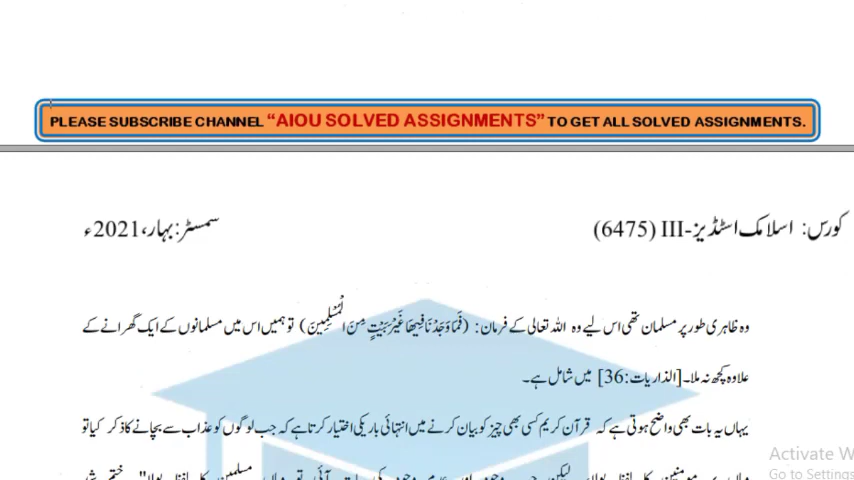 PLEASE SUBSCRIBE CHANNEL “AIOU SOLVED ASSIGNMENTS” TO GET ALL SOLVED ASSIGNMENTS.
کورس: اسلامک اسٹڈیز-III (6475) سمسٹر: بہار، 2021ء
وہ ظاہری طور پر مسلمان تھی اس لیے وہ اللہ تعالی کے فرمان: (فَمَا وَجَدْنَا فِيهَا غَيْرَ بَيْتٍ مِنَ الْمُسْلِمِينَ) تو ہمیں اس میں مسلمانوں کے ایک گھرانے کے
علاوہ کچھ نہ ملا۔[الذاریات:36] میں شامل ہے۔
یہاں یہ بات بھی واضح ہوتی ہے کہ قرآن کریم کسی بھی چیز کو بیان کرنے میں انتہائی باریکی اختیار کرتا ہے کہ جب لوگوں کو عذاب سے بچانے کا ذکر کیا تو
Activate W
Go to Settings